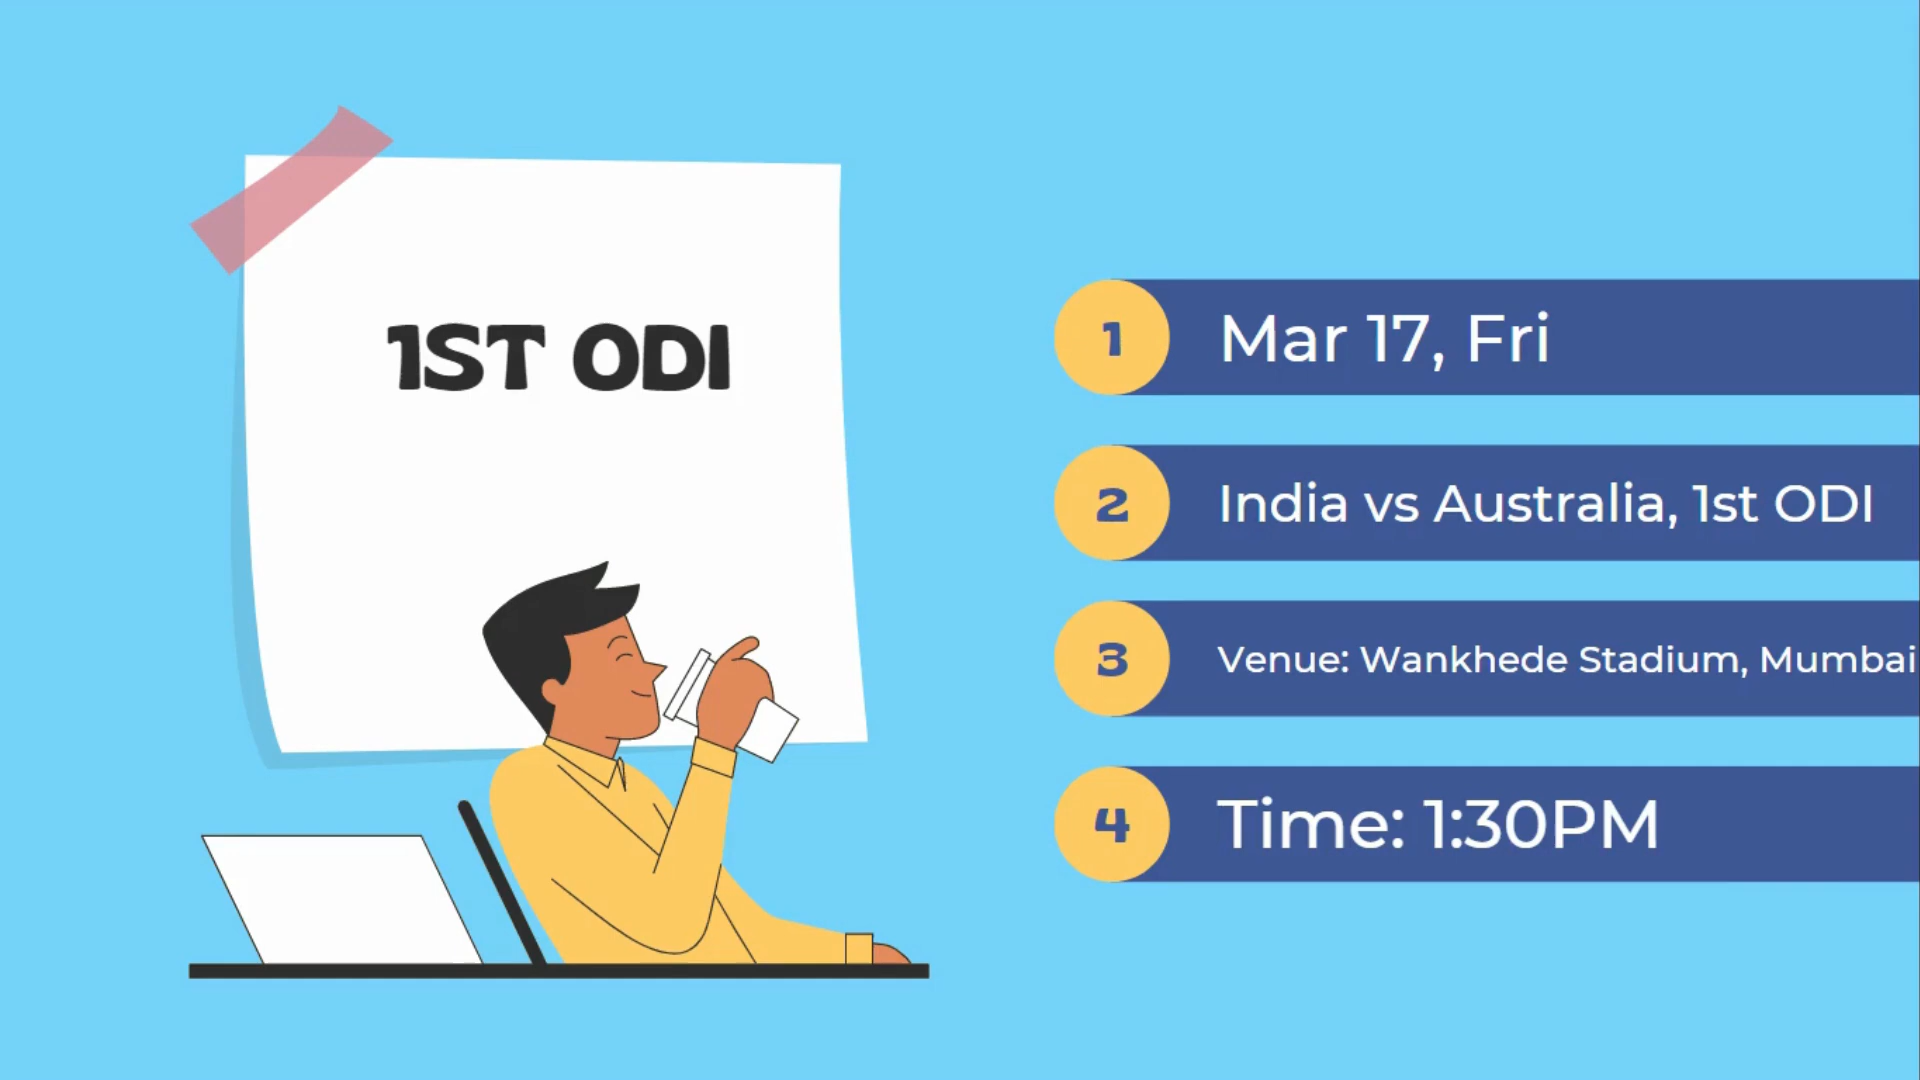 1ST ODI
1
Mar 17, Fri
2
India vs Australia, 1st ODI
3
Venue: Wankhede Stadium, Mumbai
4
Time: 1:30PM